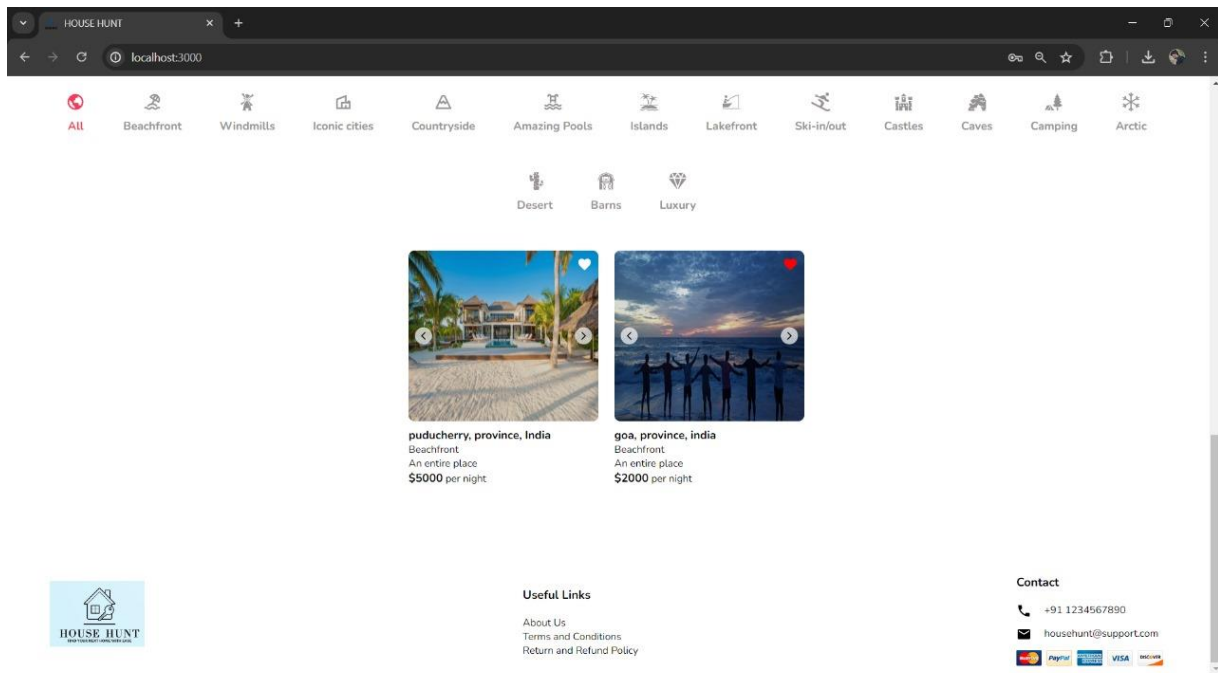 HOUSE HUNT
localhost:3000
All Beachfront Windmills Iconic cities Countryside Amazing Pools Islands Lakefront Ski-in/out Castles Caves Camping Arctic
Desert Barns Luxury
puducherry, province, India
Beachfront
An entire place
$5000 per night
goa, province, india
Beachfront
An entire place
$2000 per night
HOUSE HUNT
Useful Links
About Us
Terms and Conditions
Return and Refund Policy
Contact
+91 1234567890
househunt@support.com
PayPal VISA DISCOVER